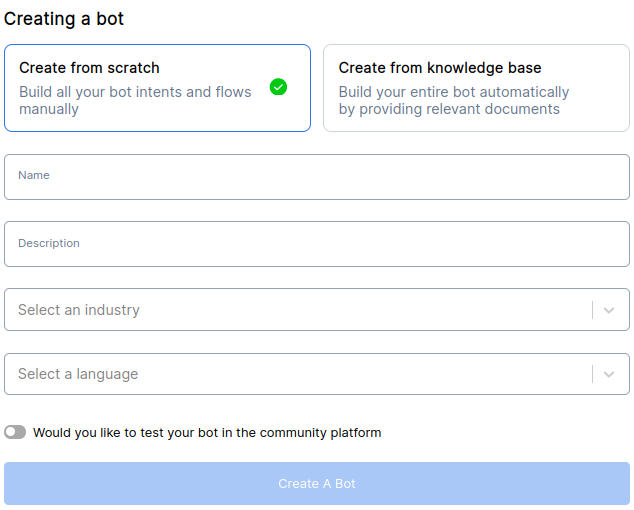 Creating a bot
Create from scratch
Build all your bot intents and flows
manually
Create from knowledge base
Build your entire bot automatically
by providing relevant documents
Name
Description
Select an industry
Select a language
Would you like to test your bot in the community platform
Create A Bot